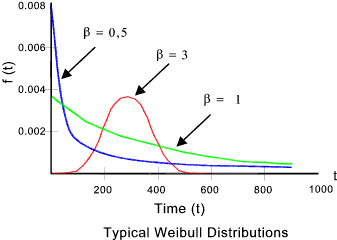 0.008
β = 0,5
0.006
β = 3
f (t)
0.004
β = 1
0.002
t
200 400 600 800 1000
Time (t)
Typical Weibull Distributions